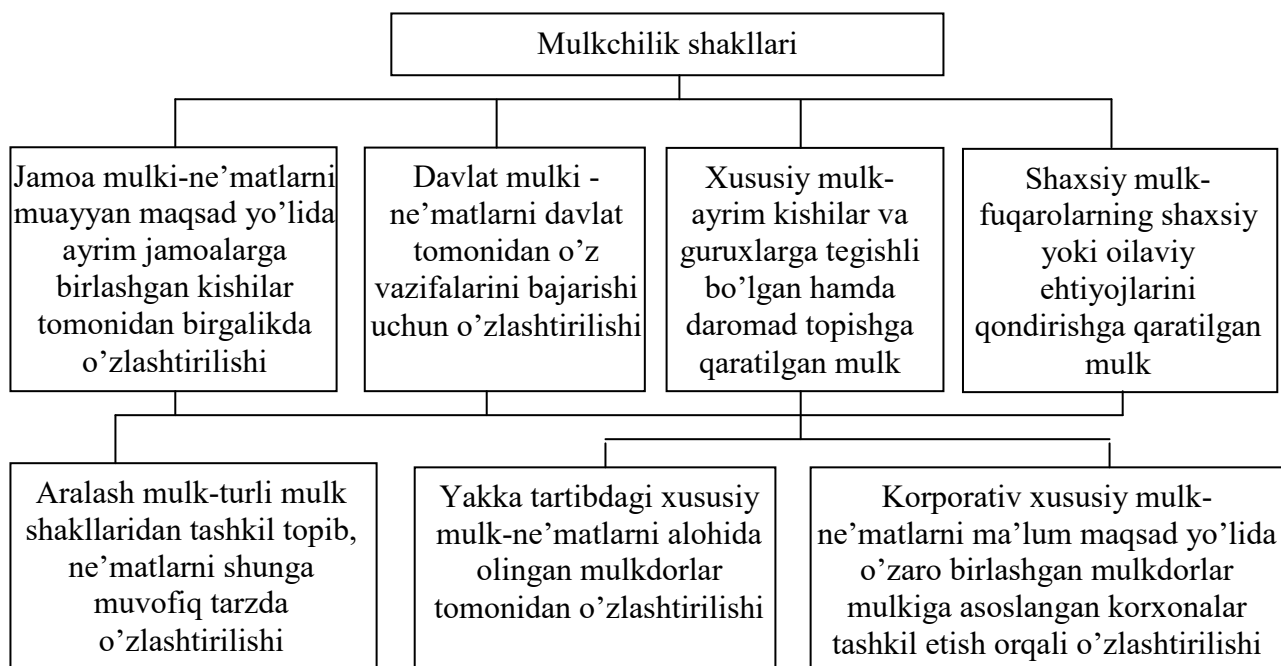 Mulkchilik shakllari
Jamoa mulki-ne’matlarni
muayyan maqsad yo’lida
ayrim jamoalarga
birlashgan kishilar
tomonidan birgalikda
o’zlashtirilishi
Davlat mulki -
ne’matlarni davlat
tomonidan o’z
vazifalarini bajarishi
uchun o’zlashtirilishi
Xususiy mulk-
ayrim kishilar va
guruxlarga tegishli
bo’lgan hamda
daromad topishga
qaratilgan mulk
Shaxsiy mulk-
fuqarolarning shaxsiy
yoki oilaviy
ehtiyojlarini
qondirishga qaratilgan
mulk
Aralash mulk-turli mulk
shakllaridan tashkil topib,
ne’matlarni shunga
muvofiq tarzda
o’zlashtirilishi
Yakka tartibdagi xususiy
mulk-ne’matlarni alohida
olingan mulkdorlar
tomonidan o’zlashtirilishi
Korporativ xususiy mulk-
ne’matlarni ma’lum maqsad yo’lida
o’zaro birlashgan mulkdorlar
mulkiga asoslangan korxonalar
tashkil etish orqali o’zlashtirilishi